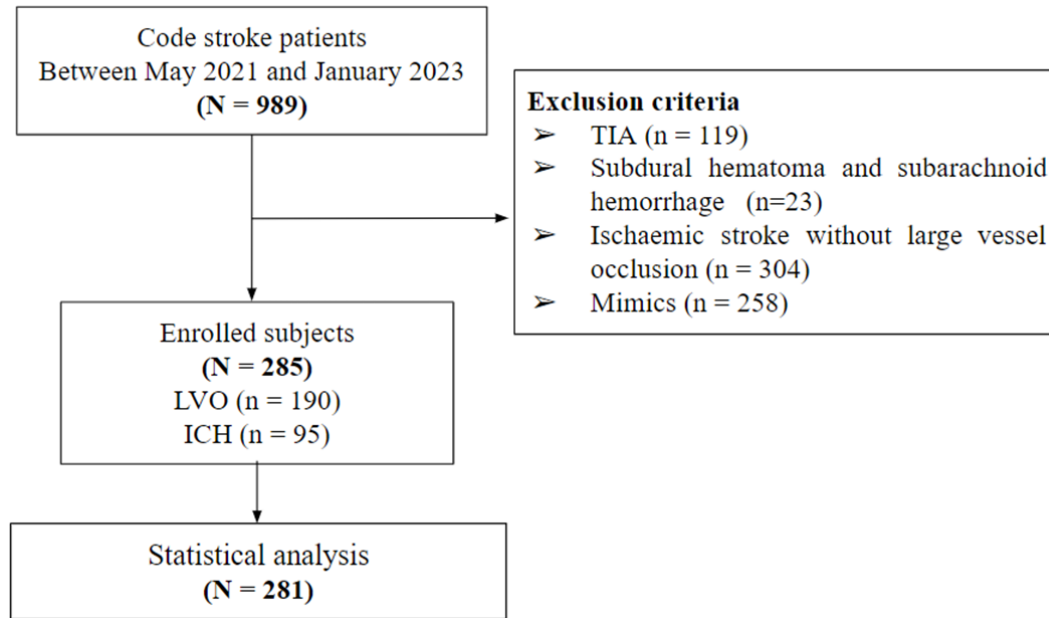 Code stroke patients
Between May 2021 and January 2023
(N = 989)
Exclusion criteria
➢ TIA (n = 119)
➢ Subdural hematoma and subarachnoid
hemorrhage (n=23)
➢ Ischaemic stroke without large vessel
occlusion (n = 304)
➢ Mimics (n = 258)
Enrolled subjects
(N = 285)
LVO (n = 190)
ICH (n = 95)
Statistical analysis
(N = 281)